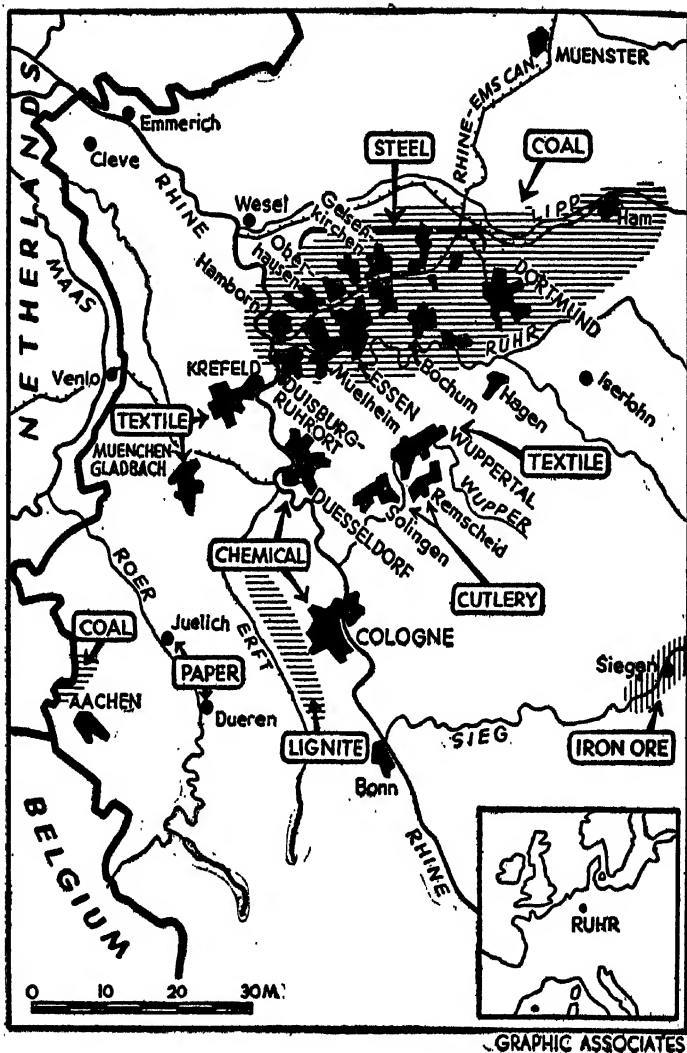 MUENSTER
RHINE-EMS CAN.
NETHERLANDS
Emmerich
Cleve
RHINE
STEEL
COAL
Wesel
Gelsen-
kirchen
LIPP
Ham
Ober-
hausen
Hamborn
MAAS
DORTMUND
RUHR
Venlo
KREFELD
DUISBURG-
RUHRORT
Muelheim
ESSEN
Bochum
Hagen
Iserlohn
TEXTILE
MUENCHEN
GLADBACH
WUPPERTAL
TEXTILE
WUPPER
Remscheid
Solingen
DUESSELDORF
CHEMICAL
CUTLERY
ROER
ERFT
COAL
Juelich
COLOGNE
PAPER
Siegen
AACHEN
Dueren
LIGNITE
SIEG
IRON ORE
Bonn
BELGIUM
RHINE
RUHR
0 10 20 30 M.
GRAPHIC ASSOCIATES